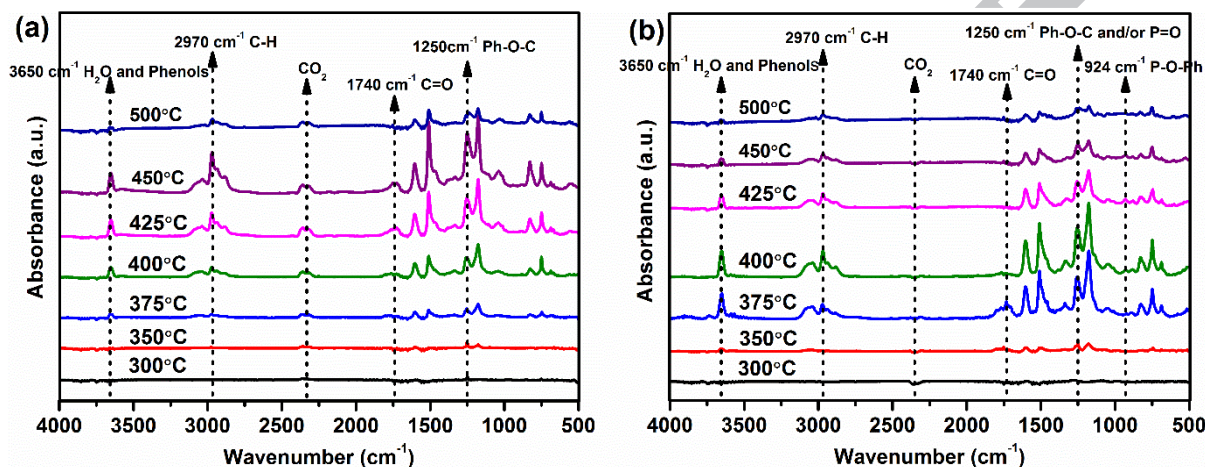 (a)
2970 cm⁻¹ C-H
1250cm⁻¹ Ph-O-C
3650 cm⁻¹ H₂O and Phenols
CO₂
1740 cm⁻¹ C=O
500°C
450°C
425°C
400°C
375°C
350°C
300°C
Absorbance (a.u.)
4000 3500 3000 2500 2000 1500 1000 500
Wavenumber (cm⁻¹)
(b)
1250 cm⁻¹ Ph-O-C and/or P=O
2970 cm⁻¹ C-H
3650 cm⁻¹ H₂O and Phenols
CO₂
1740 cm⁻¹ C=O
924 cm⁻¹ P-O-Ph
500°C
450°C
425°C
400°C
375°C
350°C
300°C
Absorbance (a.u.)
4000 3500 3000 2500 2000 1500 1000 500
Wavenumber (cm⁻¹)